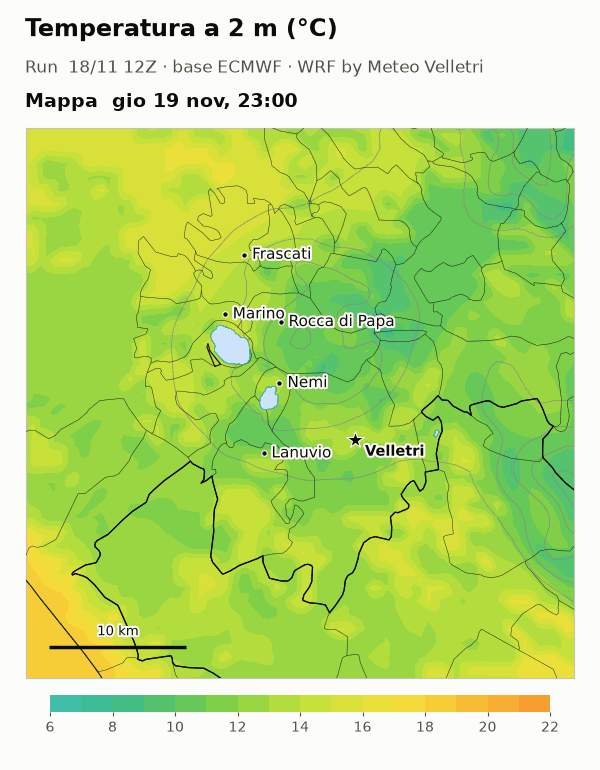 Temperatura a 2 m (°C)
Run  18/11 12Z · base ECMWF · WRF by Meteo Velletri
Mappa  gio 19 nov, 23:00
Frascati
Marino
Rocca di Papa
Nemi
Velletri
Lanuvio
10 km
6 8 10 12 14 16 18 20 22